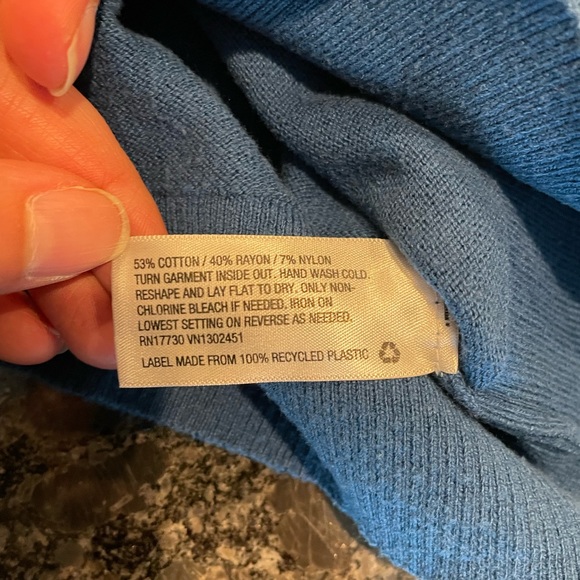 53% COTTON / 40% RAYON / 7% NYLON
TURN GARMENT INSIDE OUT. HAND WASH COLD.
RESHAPE AND LAY FLAT TO DRY. ONLY NON-
CHLORINE BLEACH IF NEEDED. IRON ON
LOWEST SETTING ON REVERSE AS NEEDED.
RN17730 VN1302451
LABEL MADE FROM 100% RECYCLED PLASTIC